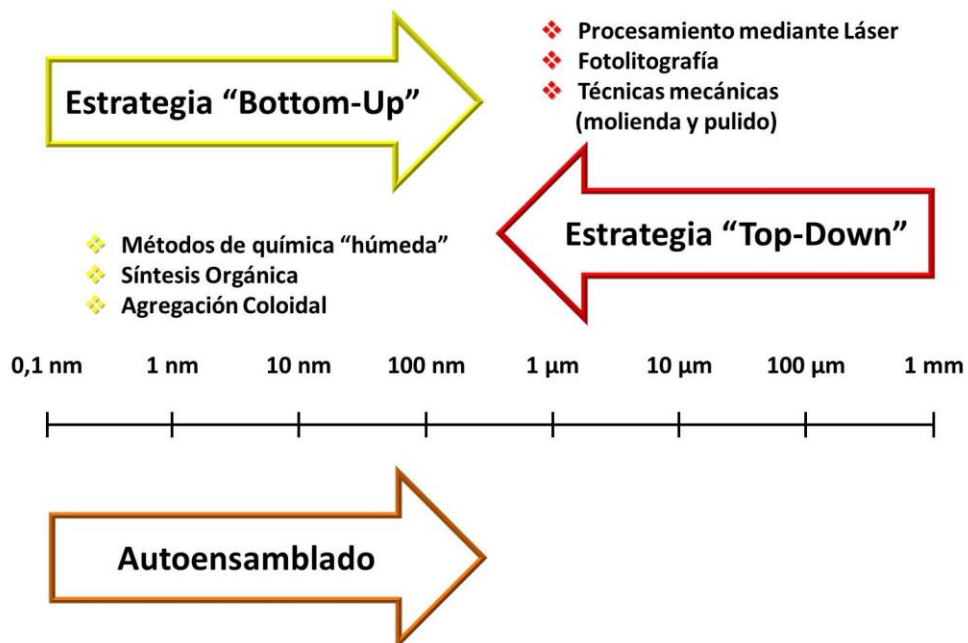 Estrategia “Bottom-Up”
Procesamiento mediante Láser
Fotolitografía
Técnicas mecánicas
(molienda y pulido)
Estrategia “Top-Down”
Métodos de química “húmeda”
Síntesis Orgánica
Agregación Coloidal
0,1 nm 1 nm 10 nm 100 nm 1 µm 10 µm 100 µm 1 mm
Autoensamblado